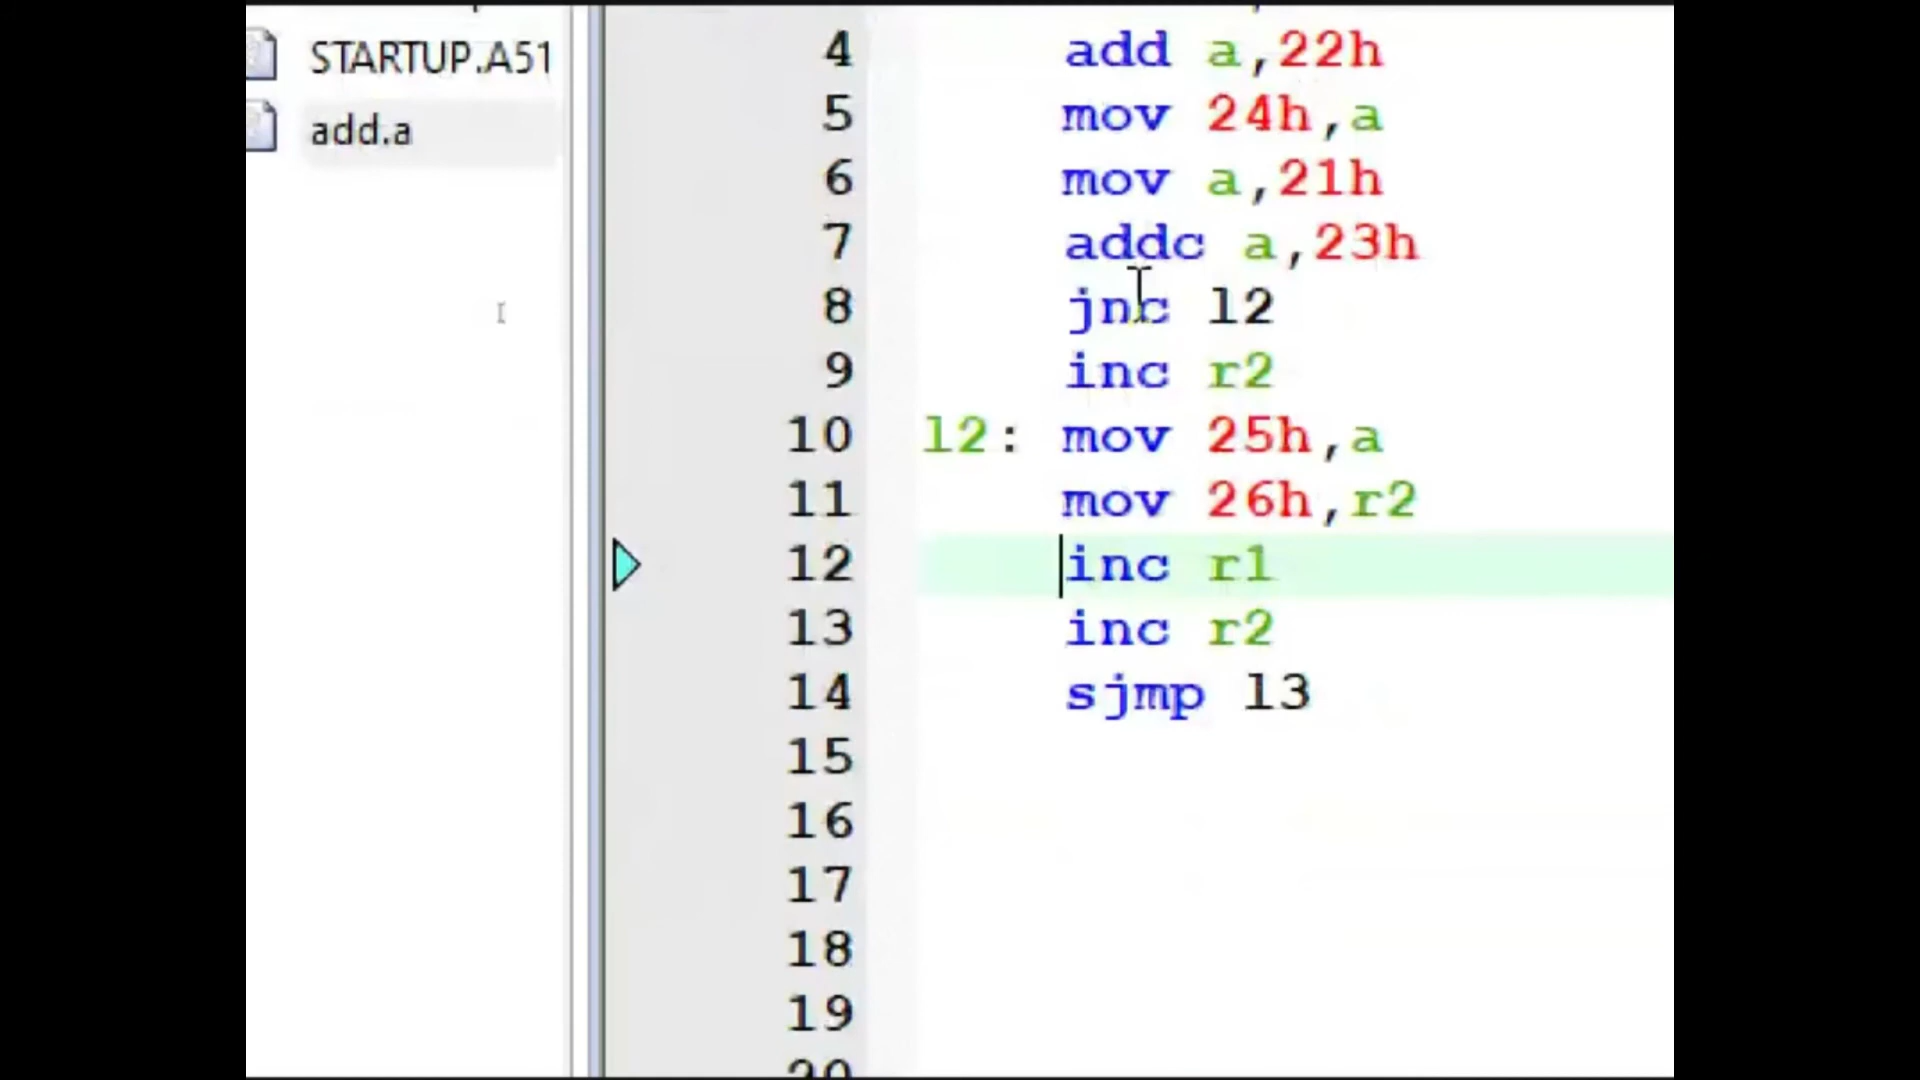 STARTUP.A51
add.a
4 add a,22h
5 mov 24h,a
6 mov a,21h
7 addc a,23h
8 jnc l2
9 inc r2
10 l2: mov 25h,a
11 mov 26h,r2
12 inc r1
13 inc r2
14 sjmp l3
15
16
17
18
19
20